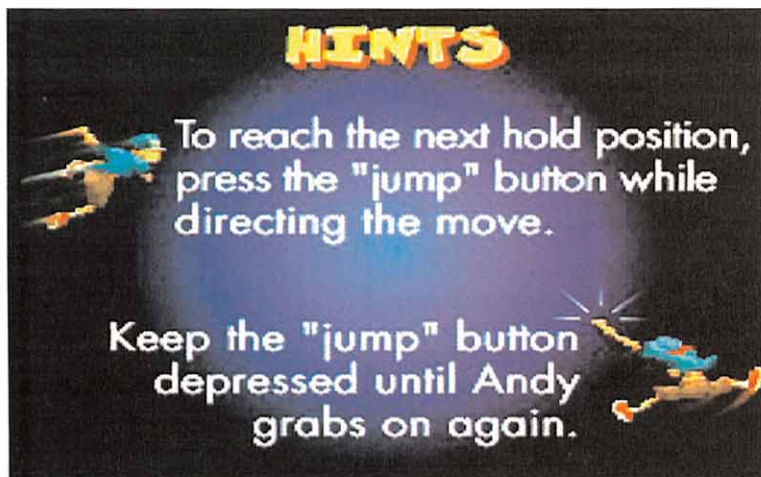 HINTS
To reach the next hold position,
press the "jump" button while
directing the move.
Keep the "jump" button
depressed until Andy
grabs on again.